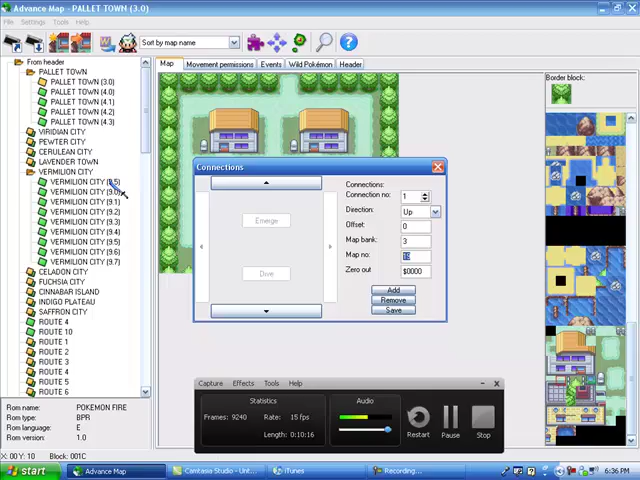 Advance Map - PALLET TOWN (3.0)
File Settings Tools Help
Sort by map name
From header
PALLET TOWN
PALLET TOWN (3.0)
PALLET TOWN (4.0)
PALLET TOWN (4.1)
PALLET TOWN (4.2)
PALLET TOWN (4.3)
VIRIDIAN CITY
PEWTER CITY
CERULEAN CITY
LAVENDER TOWN
VERMILION CITY
VERMILION CITY (3.5)
VERMILION CITY (9.0)
VERMILION CITY (9.1)
VERMILION CITY (9.2)
VERMILION CITY (9.3)
VERMILION CITY (9.4)
VERMILION CITY (9.5)
VERMILION CITY (9.6)
VERMILION CITY (9.7)
CELADON CITY
FUCHSIA CITY
CINNABAR ISLAND
INDIGO PLATEAU
SAFFRON CITY
ROUTE 4
ROUTE 10
ROUTE 1
ROUTE 2
ROUTE 3
ROUTE 4
ROUTE 5
ROUTE 6
Rom name: POKEMON FIRE
Rom type: BPR
Rom language: E
Rom version: 1.0
X: 00 Y: 10 Block: 001C
Map Movement permissions Events Wild Pokémon Header
Border block:
Connections
Emerge
Dive
Connections:
Connection no: 1
Direction: Up
Offset: 0
Map bank: 3
Map no: 19
Zero out $0000
Add
Remove
Save
Capture Effects Tools Help
Statistics
Frames: 9240 Rate: 15 fps
Length: 0:10:16
Audio
Restart Pause Stop
start
Advance Map
Camtasia Studio - Unt...
iTunes
Recording...
6:36 PM